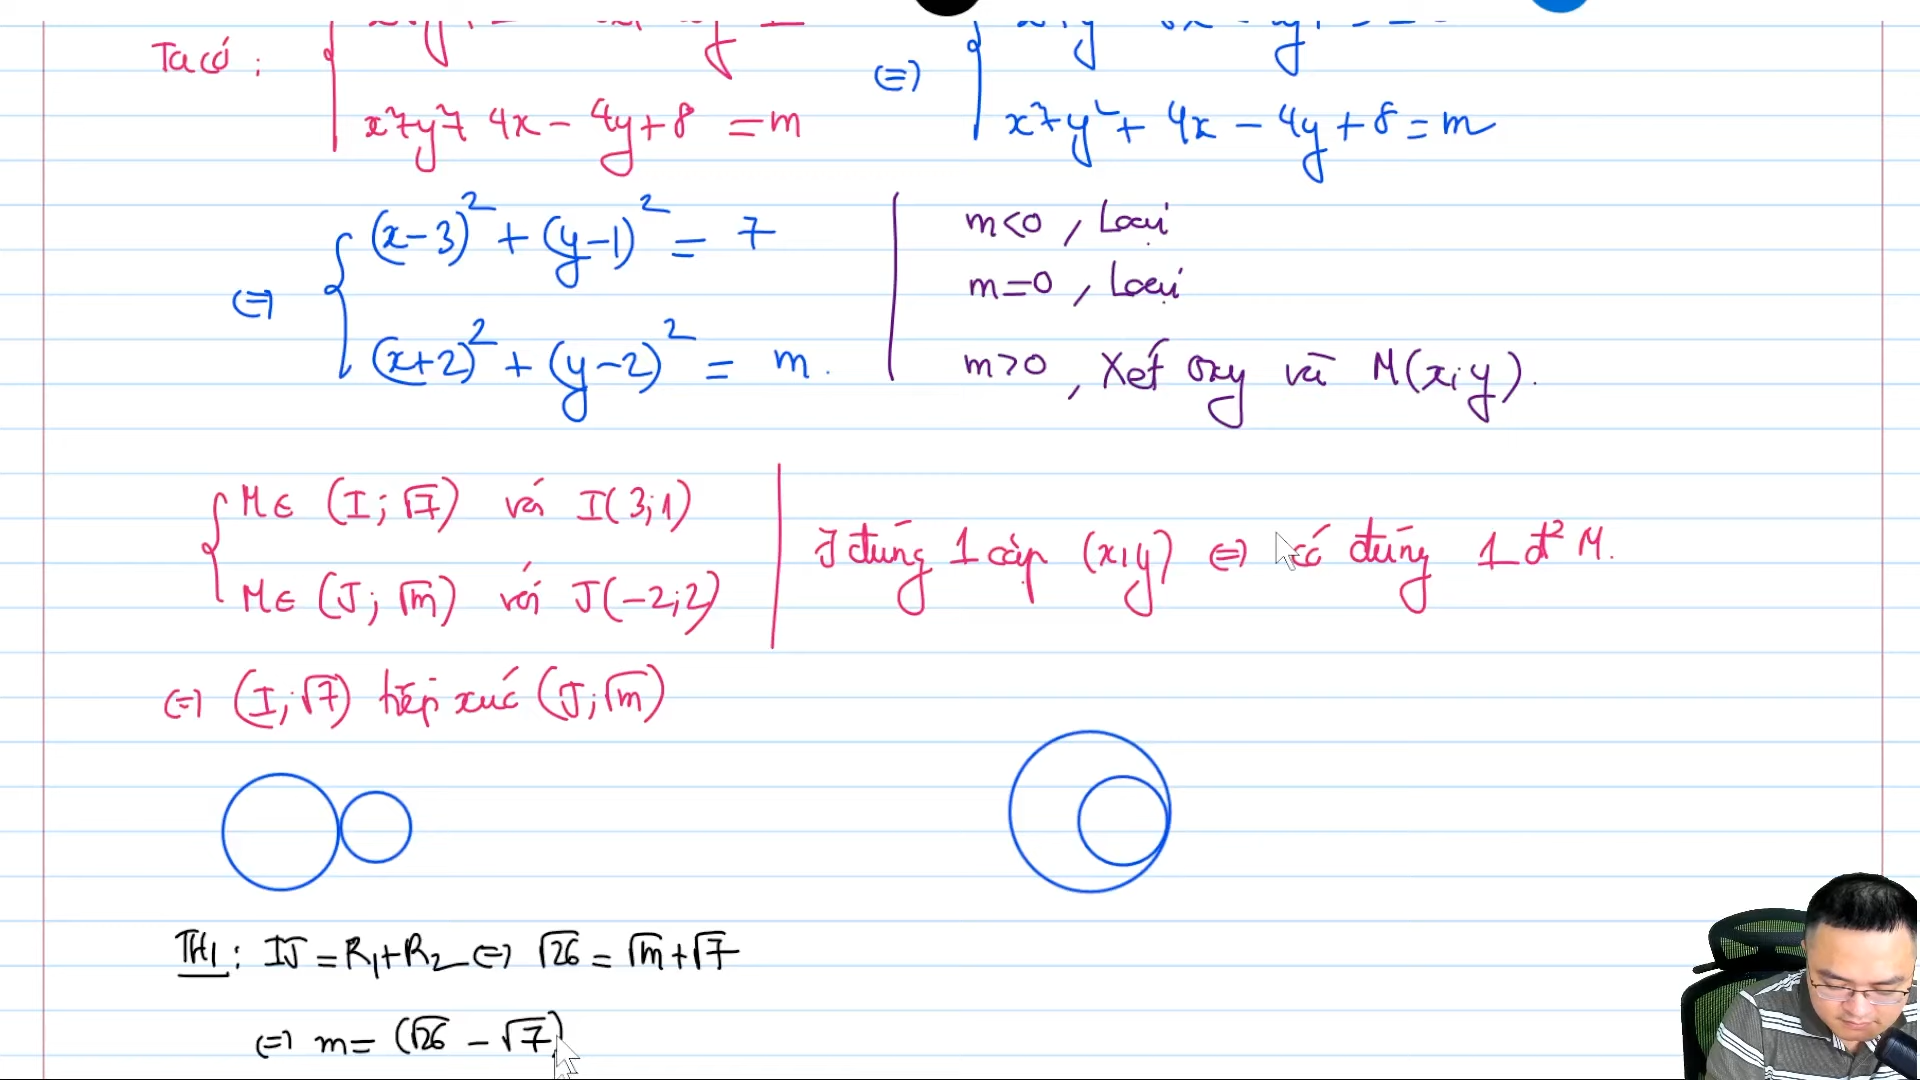 Ta có :
x²+y²+ 4x − 4y + 8 = m
⇔
x²+y²+ 4x − 4y + 8 = m
⇔
(x−3)² + (y−1)² = 7
(x+2)² + (y−2)² = m.
m<0 , Loại
m=0 , Loại
m>0 , Xét Oxy và M(x;y).
M∈ (I; √7) với I(3;1)
M∈ (J; √m) với J(−2;2)
∃ đúng 1 cặp (x;y) ⇔ có đúng 1 đ² M.
⇔ (I;√7) tiếp xúc (J;√m)
TH1 : IJ = R₁+R₂ ⇔ √26 = √m + √7
⇔ m = (√26 − √7)